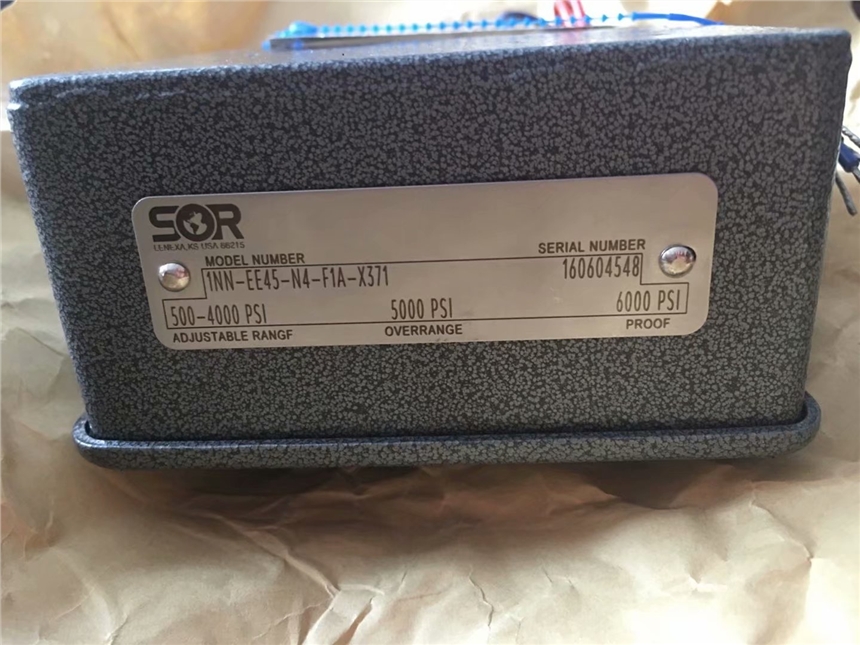 SOR
LENEXA, KS USA 66215
MODEL NUMBER
1NN-EE45-N4-F1A-X371
SERIAL NUMBER
160604548
500-4000 PSI
5000 PSI
6000 PSI
ADJUSTABLE RANGE
OVERRANGE
PROOF